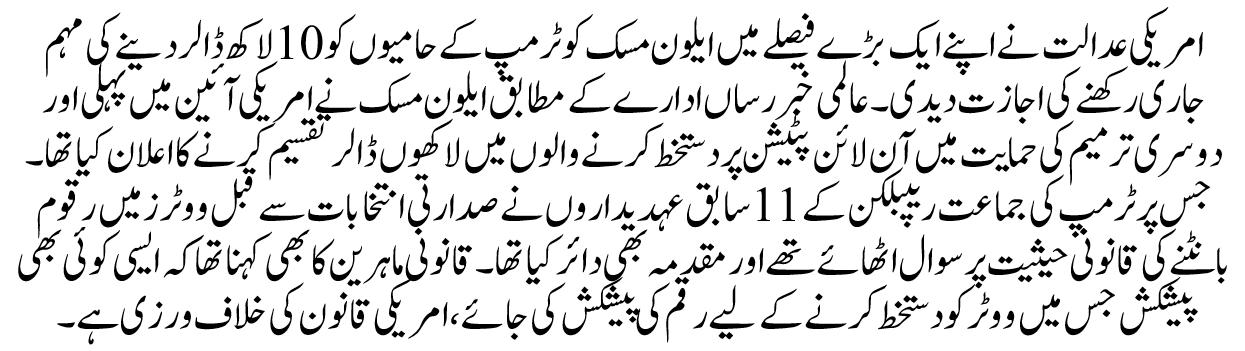 امریکی عدالت نے اپنے ایک بڑے فیصلے میں ایلون مسک کو ٹرمپ کے حامیوں کو 10 لاکھ ڈالر دینے کی مہم
جاری رکھنے کی اجازت دیدی۔ عالمی خبر رساں ادارے کے مطابق ایلون مسک نے امریکی آئین میں پہلی اور
دوسری ترمیم کی حمایت میں آن لائن پٹیشن پر دستخط کرنے والوں میں لاکھوں ڈالر تقسیم کرنے کا اعلان کیا تھا۔
جس پر ٹرمپ کی جماعت ریپبلکن کے 11 سابق عہدیداروں نے صدارتی انتخابات سے قبل ووٹرز میں رقوم
بانٹنے کی قانونی حیثیت پر سوال اٹھائے تھے اور مقدمہ بھی دائر کیا تھا۔ قانونی ماہرین کا بھی کہنا تھا کہ ایسی کوئی بھی
پیشکش جس میں ووٹر کو دستخط کرنے کے لیے رقم کی پیشکش کی جائے، امریکی قانون کی خلاف ورزی ہے۔